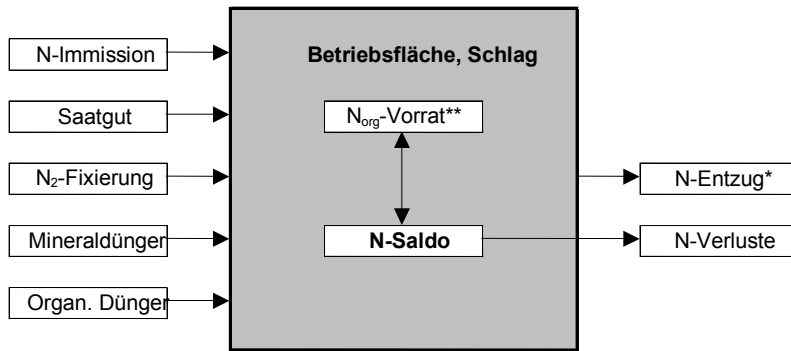 N-Immission
Saatgut
N₂-Fixierung
Mineraldünger
Organ. Dünger
Betriebsfläche, Schlag
Norg-Vorrat**
N-Saldo
N-Entzug*
N-Verluste